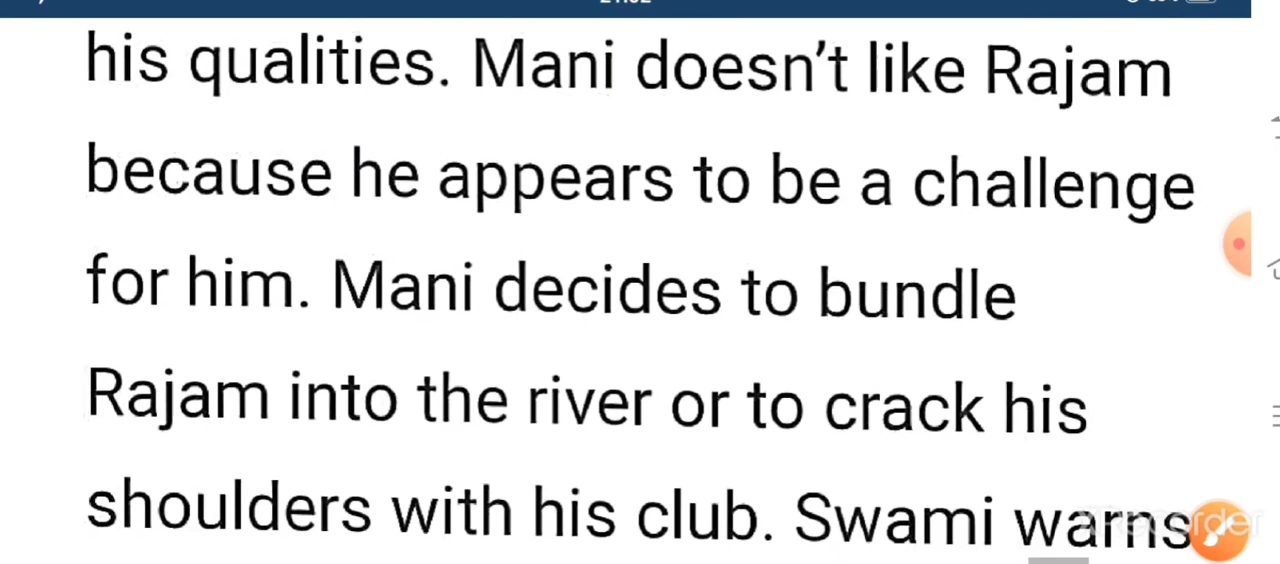 his qualities. Mani doesn't like Rajam
because he appears to be a challenge
for him. Mani decides to bundle
Rajam into the river or to crack his
shoulders with his club. Swami warns